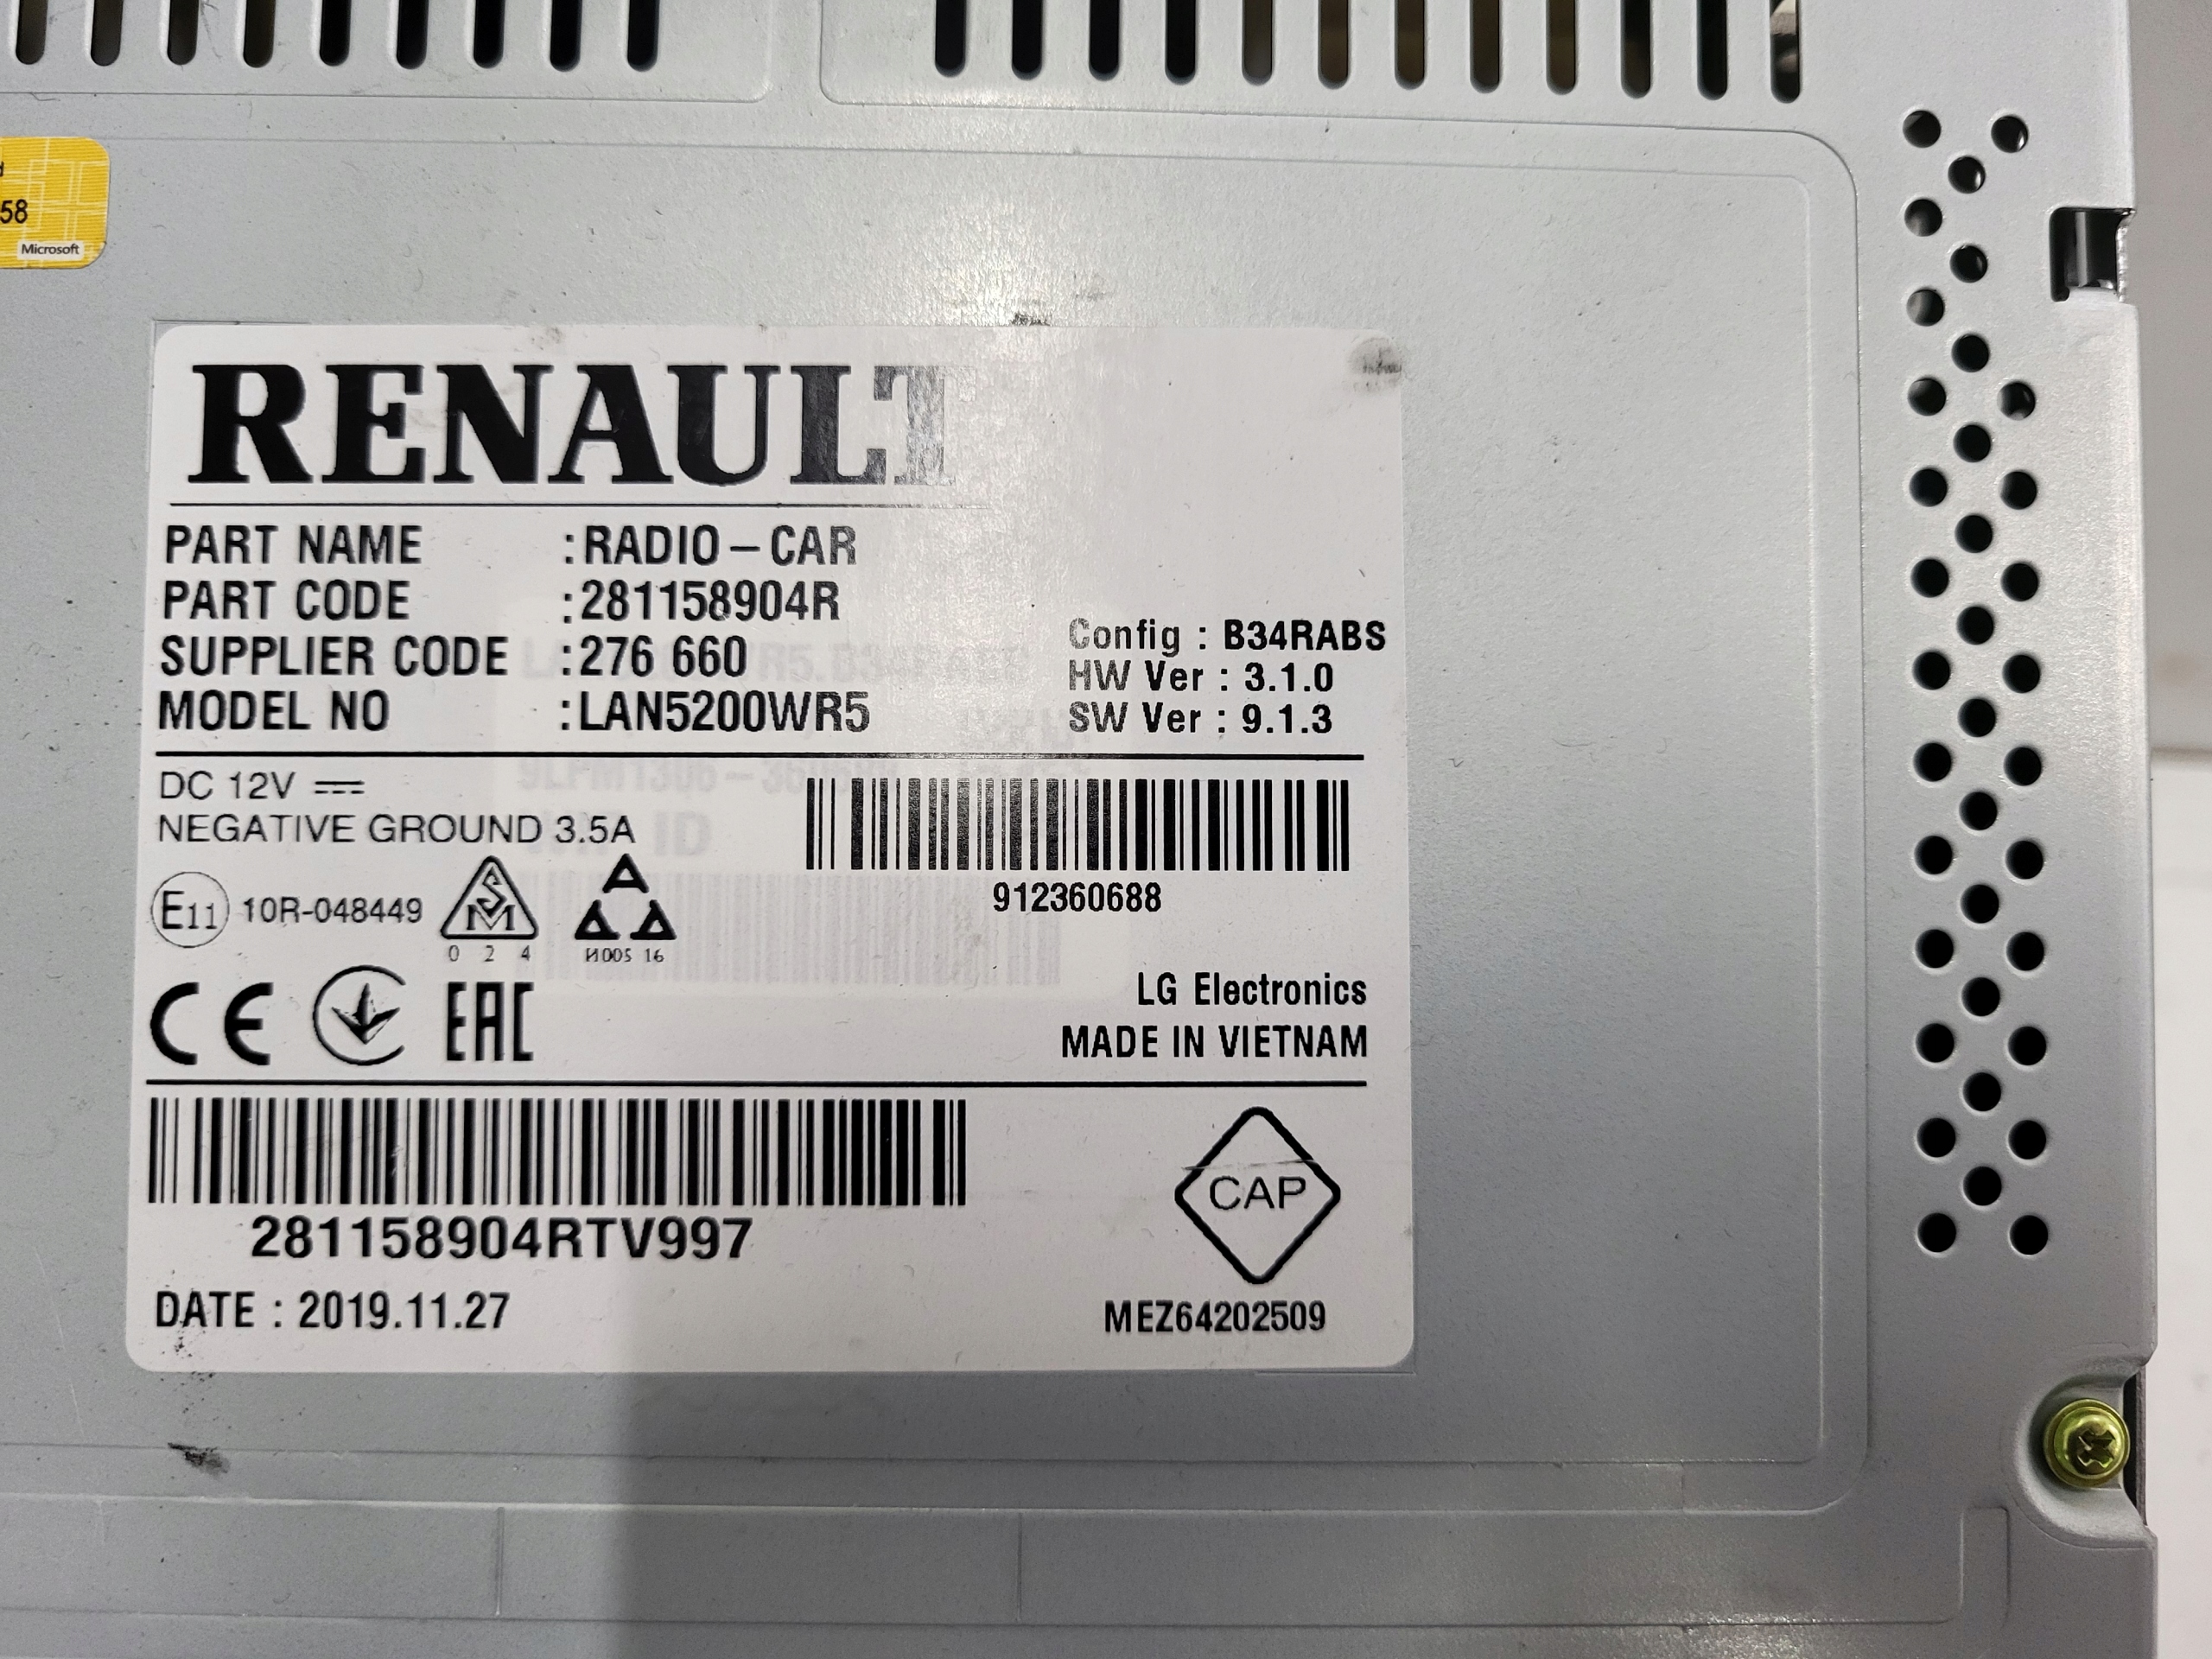 58
Microsoft
RENAULT
PART NAME :RADIO-CAR
PART CODE :281158904R
SUPPLIER CODE :276 660
MODEL NO :LAN5200WR5
Config : B34RABS
HW Ver : 3.1.0
SW Ver : 9.1.3
DC 12V
NEGATIVE GROUND 3.5A
912360688
E11 10R-048449
SM
0 2 4
И005 16
CE EAC
LG Electronics
MADE IN VIETNAM
281158904RTV997
CAP
DATE : 2019.11.27
MEZ64202509